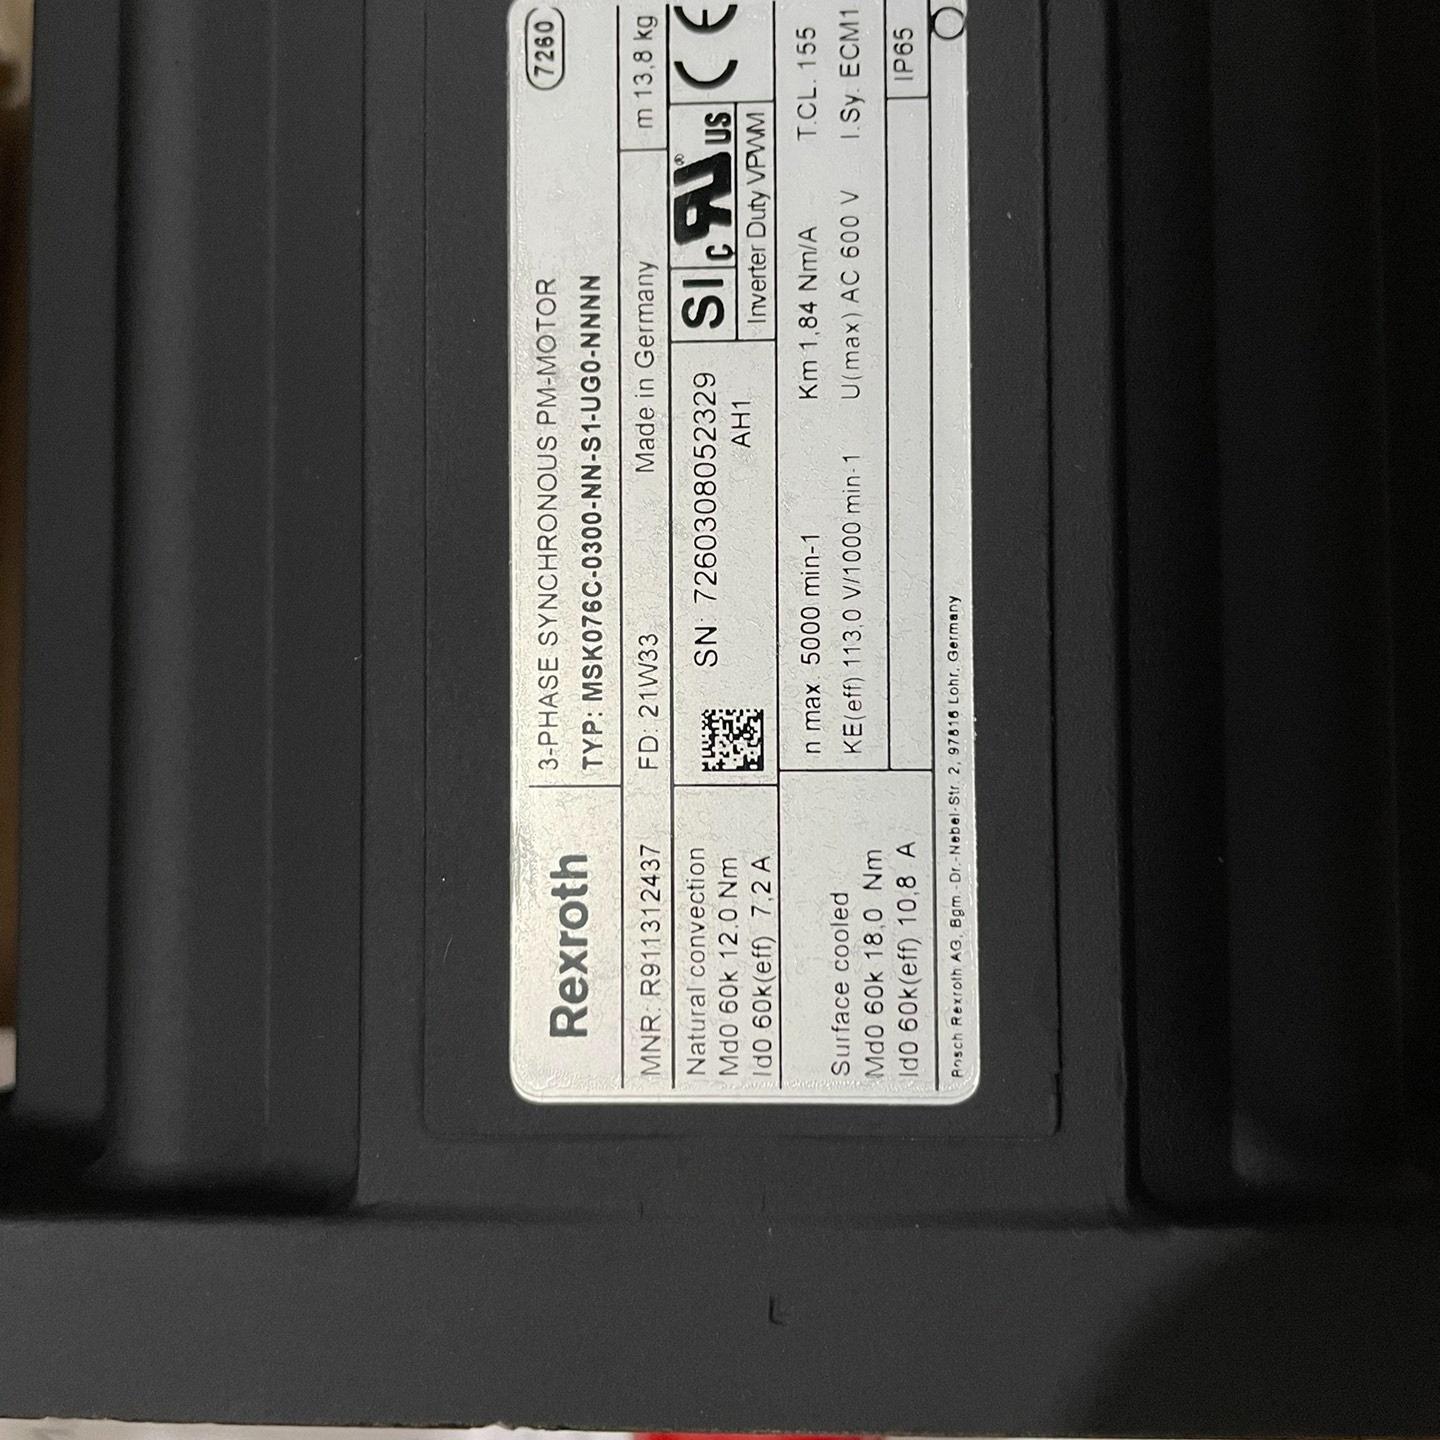 Rexroth
3-PHASE SYNCHRONOUS PM-MOTOR
7260
TYP: MSK076C-0300-NN-S1-UG0-NNNN
MNR: R911312437 FD: 21W33 Made in Germany m 13,8 kg
Natural convection
Md0 60k 12.0 Nm
Id0 60k(eff) 7,2 A
SN: 7260308052329
AH1
SI
c RU ® US
CE
Inverter Duty VPWM
Surface cooled
Md0 60k 18,0 Nm
Id0 60k(eff) 10,8 A
n max. 5000 min-1 Km 1,84 Nm/A T.CL. 155
KE(eff) 113,0 V/1000 min-1 U(max) AC 600 V I.Sy. ECM1
IP65
Bosch Rexroth AG, Bgm.-Dr.-Nebel-Str. 2, 97816 Lohr, Germany